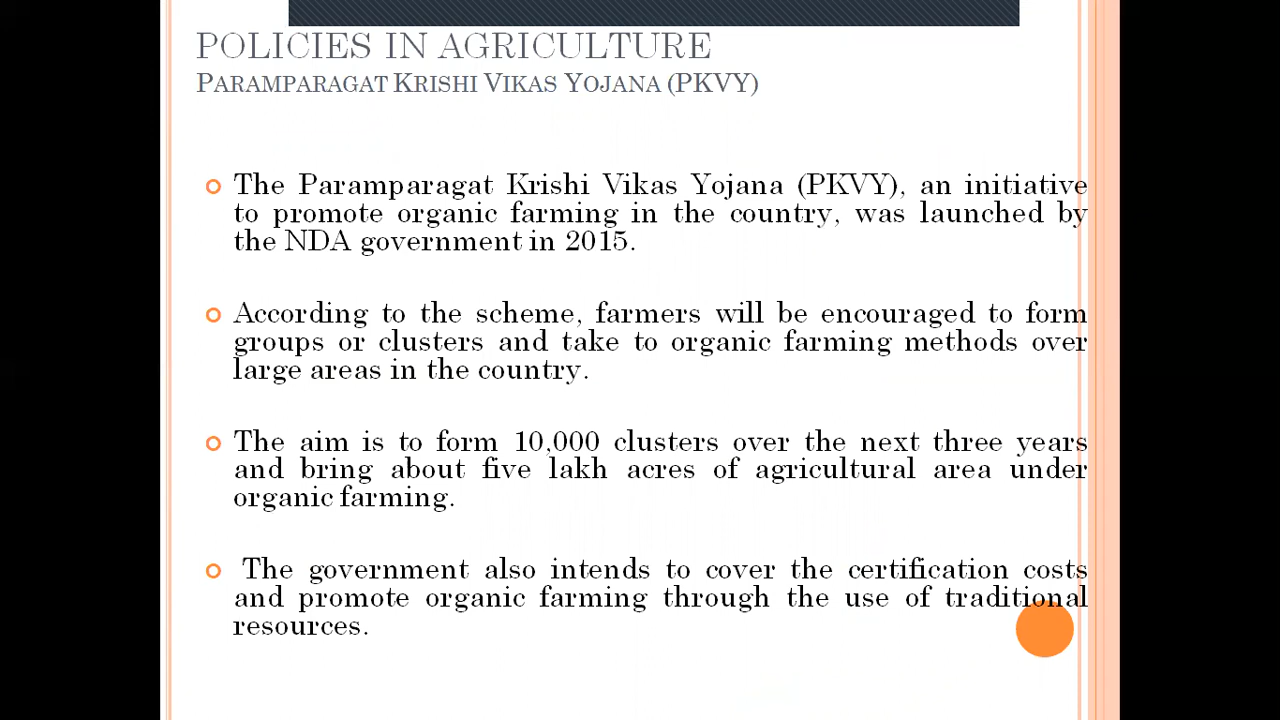 POLICIES IN AGRICULTURE
PARAMPARAGAT KRISHI VIKAS YOJANA (PKVY)
The Paramparagat Krishi Vikas Yojana (PKVY), an initiative
to promote organic farming in the country, was launched by
the NDA government in 2015.
According to the scheme, farmers will be encouraged to form
groups or clusters and take to organic farming methods over
large areas in the country.
The aim is to form 10,000 clusters over the next three years
and bring about five lakh acres of agricultural area under
organic farming.
The government also intends to cover the certification costs
and promote organic farming through the use of traditional
resources.